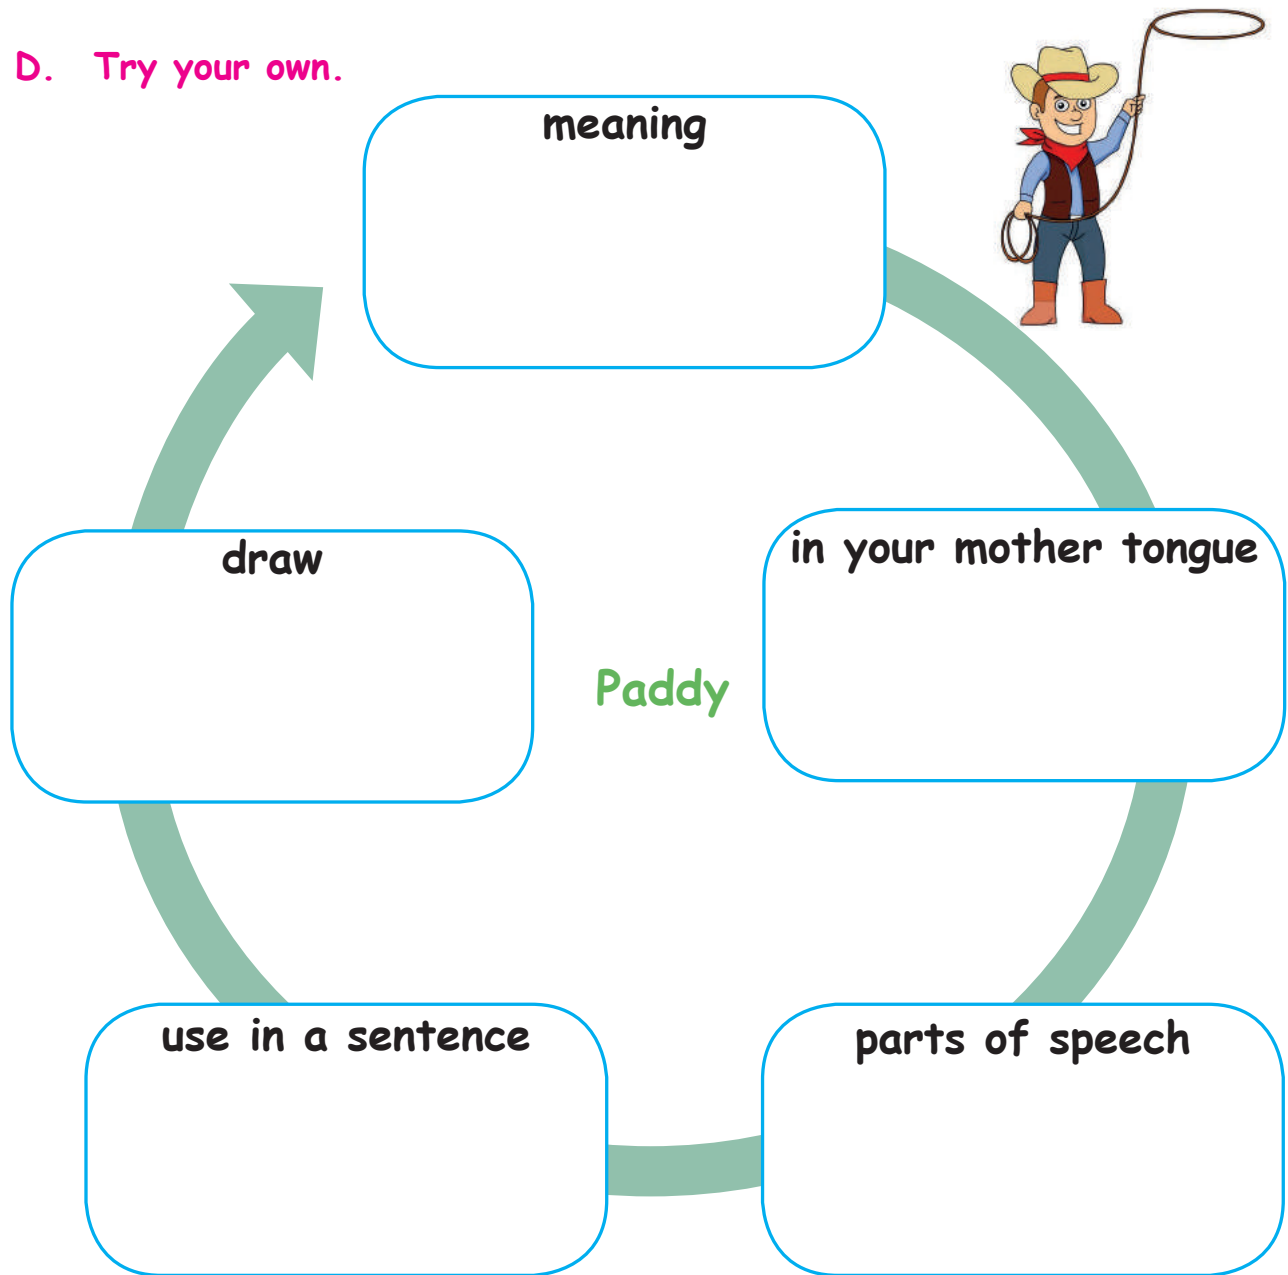 D. Try your own.
meaning
in your mother tongue
draw
Paddy
use in a sentence
parts of speech